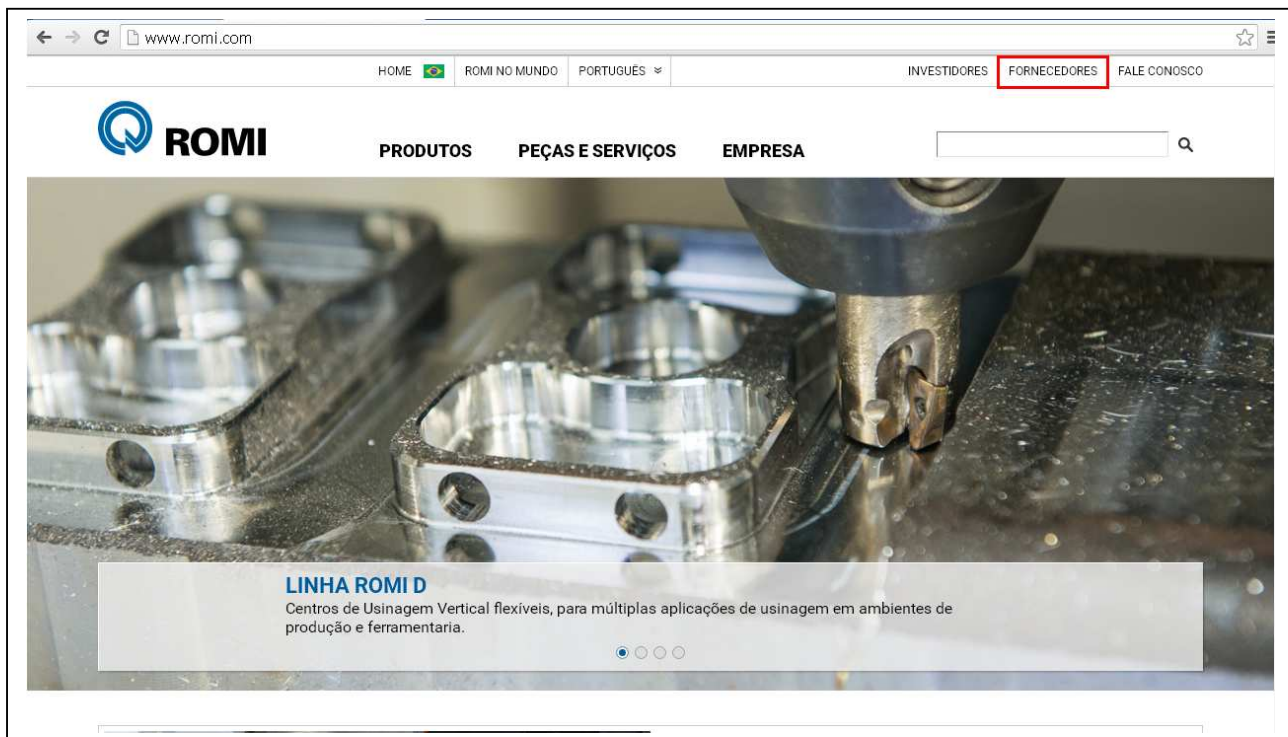 www.romi.com
HOME ROMI NO MUNDO PORTUGUÊS INVESTIDORES FORNECEDORES FALE CONOSCO
ROMI PRODUTOS PEÇAS E SERVIÇOS EMPRESA
LINHA ROMI D
Centros de Usinagem Vertical flexíveis, para múltiplas aplicações de usinagem em ambientes de
produção e ferramentaria.